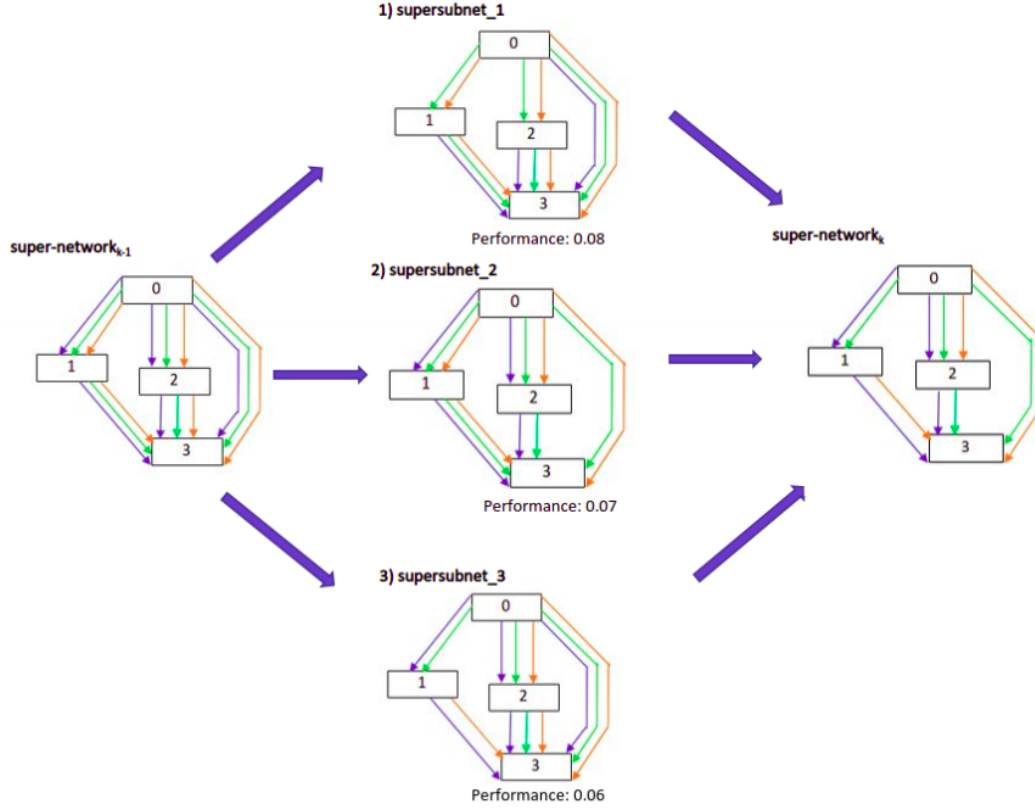 1) supersubnet_1
0
1
2
3
Performance: 0.08
super-networkₖ₋₁
0
1
2
3
2) supersubnet_2
0
1
2
3
Performance: 0.07
super-networkₖ
0
1
2
3
3) supersubnet_3
0
1
2
3
Performance: 0.06